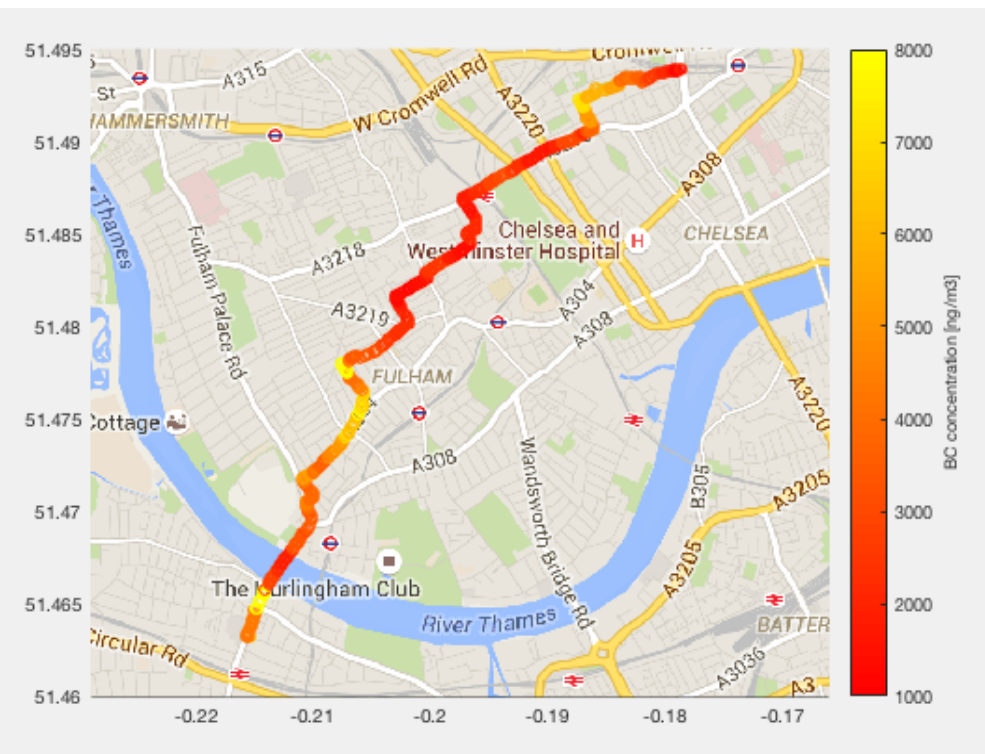 51.495
51.49
51.485
51.48
51.475
51.47
51.465
51.46
-0.22
-0.21
-0.2
-0.19
-0.18
-0.17
8000
7000
6000
5000
4000
3000
2000
1000
BC concentration [ng/m3]
A315
St
W Cromwell Rd
A3220
A308
Thames
Fulham Palace Rd
A3218
Chelsea and
Westminster Hospital
H
CHELSEA
A3219
A304
A308
FULHAM
A3220
Cottage
A308
Wandsworth Bridge Rd
B305
A3205
A3205
The Hurlingham Club
River Thames
BATTER
Circular Rd
A3036
A3